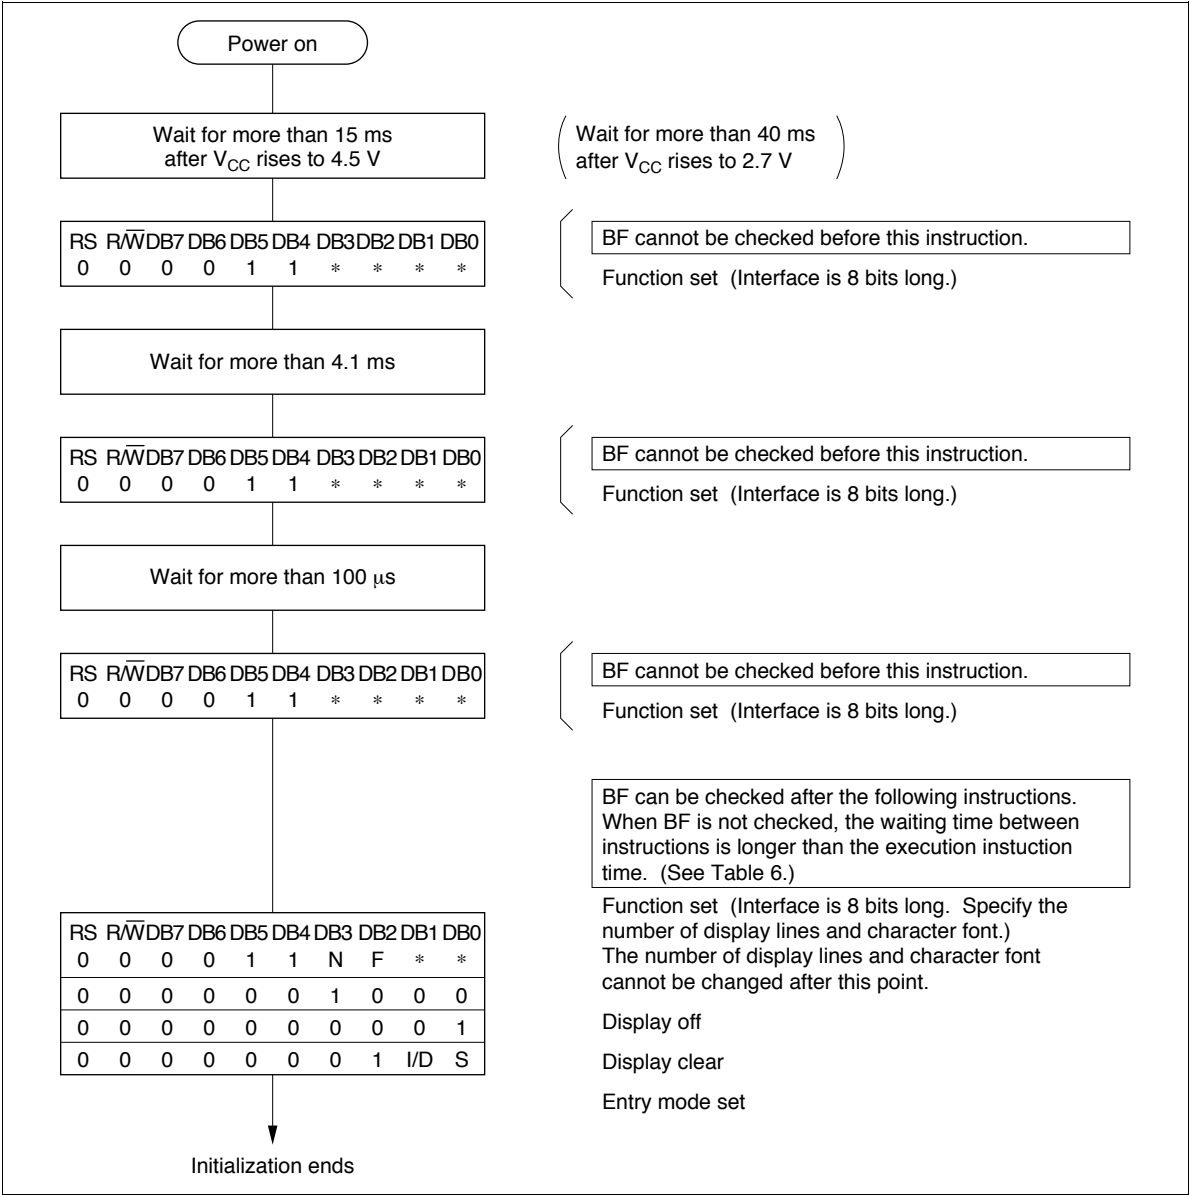 Power on
Wait for more than 15 ms
after VCC rises to 4.5 V
Wait for more than 40 ms
after VCC rises to 2.7 V
RS R/W̅ DB7 DB6 DB5 DB4 DB3 DB2 DB1 DB0
0 0 0 0 1 1 * * * *
BF cannot be checked before this instruction.
Function set (Interface is 8 bits long.)
Wait for more than 4.1 ms
RS R/W̅ DB7 DB6 DB5 DB4 DB3 DB2 DB1 DB0
0 0 0 0 1 1 * * * *
BF cannot be checked before this instruction.
Function set (Interface is 8 bits long.)
Wait for more than 100 μs
RS R/W̅ DB7 DB6 DB5 DB4 DB3 DB2 DB1 DB0
0 0 0 0 1 1 * * * *
BF cannot be checked before this instruction.
Function set (Interface is 8 bits long.)
BF can be checked after the following instructions.
When BF is not checked, the waiting time between
instructions is longer than the execution instuction
time. (See Table 6.)
RS R/W̅ DB7 DB6 DB5 DB4 DB3 DB2 DB1 DB0
0 0 0 0 1 1 N F * *
0 0 0 0 0 0 1 0 0 0
0 0 0 0 0 0 0 0 0 1
0 0 0 0 0 0 0 1 I/D S
Function set (Interface is 8 bits long. Specify the
number of display lines and character font.)
The number of display lines and character font
cannot be changed after this point.
Display off
Display clear
Entry mode set
Initialization ends